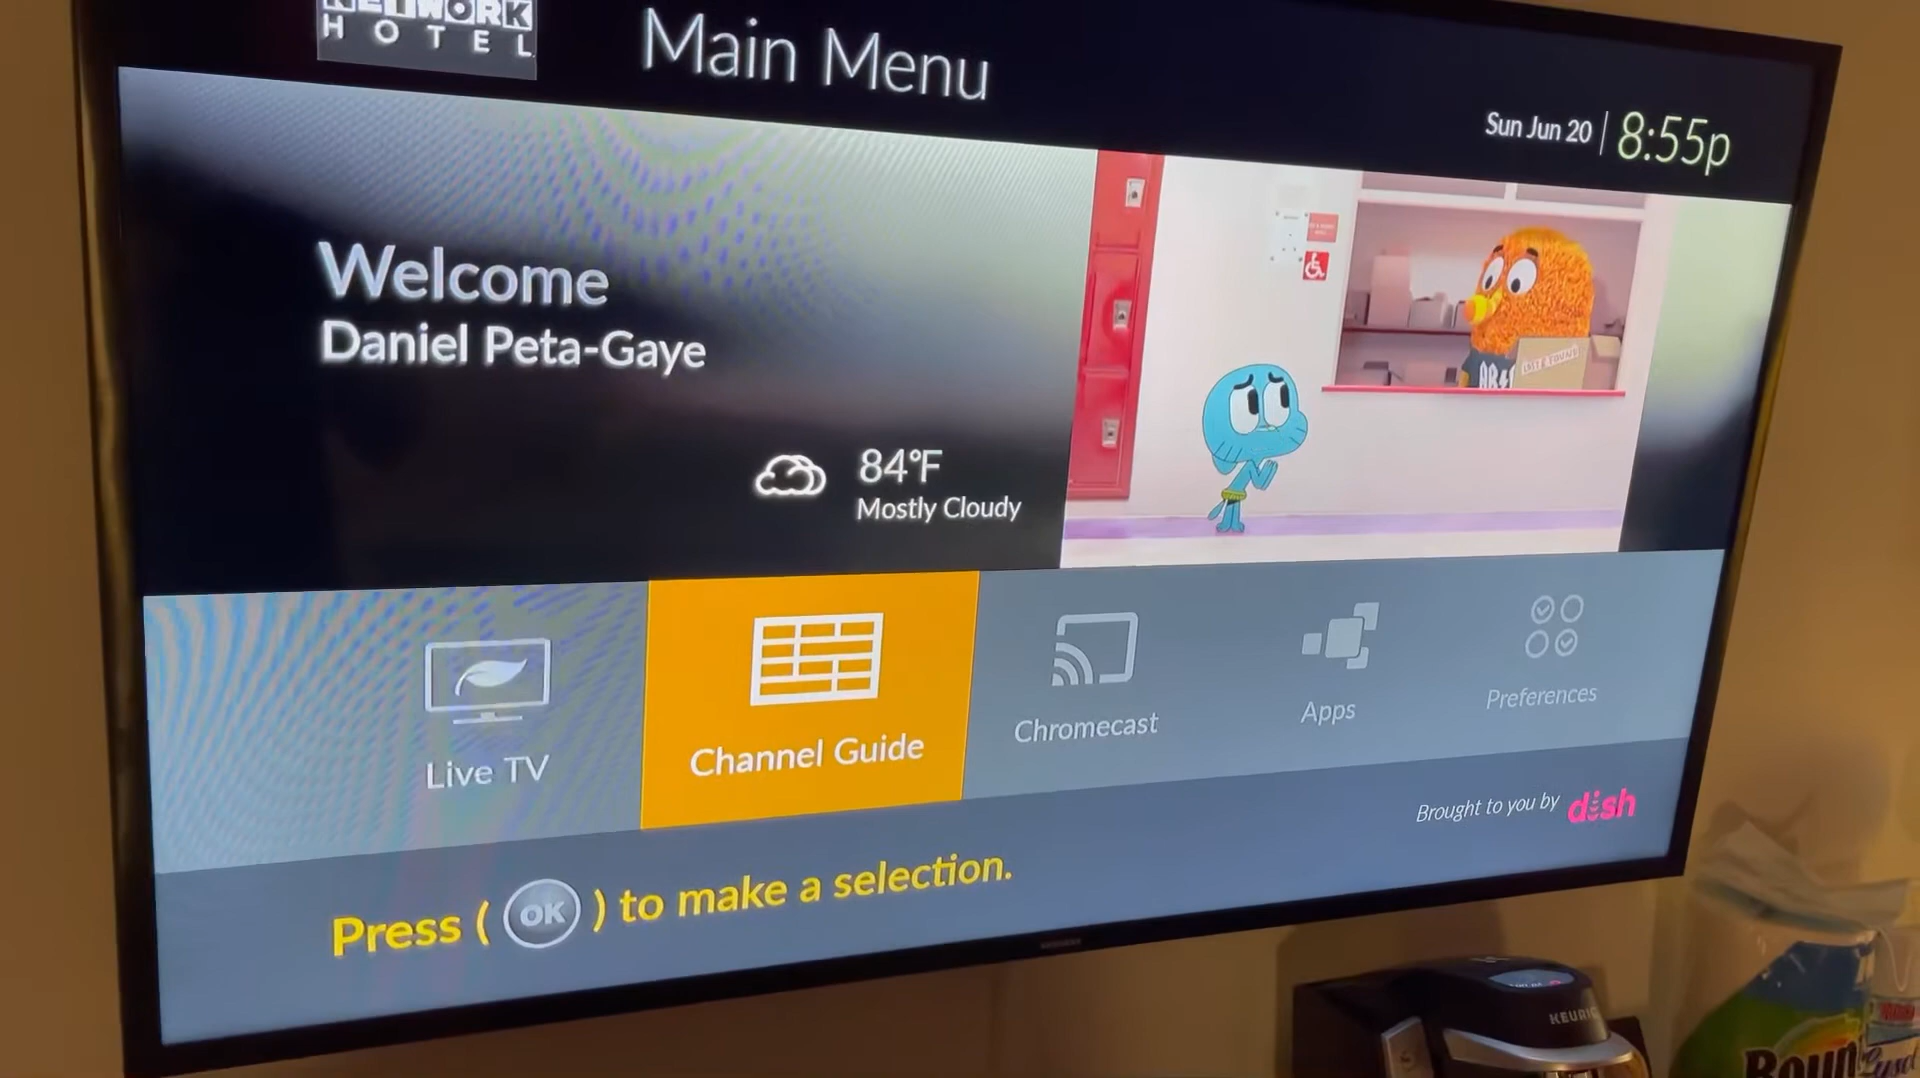 NETWORK
HOTEL
Main Menu
Sun Jun 20 | 8:55p
Welcome
Daniel Peta-Gaye
84°F
Mostly Cloudy
Live TV
Channel Guide
Chromecast
Apps
Preferences
Brought to you by dish
Press ( OK ) to make a selection.
KEURIG
Boun